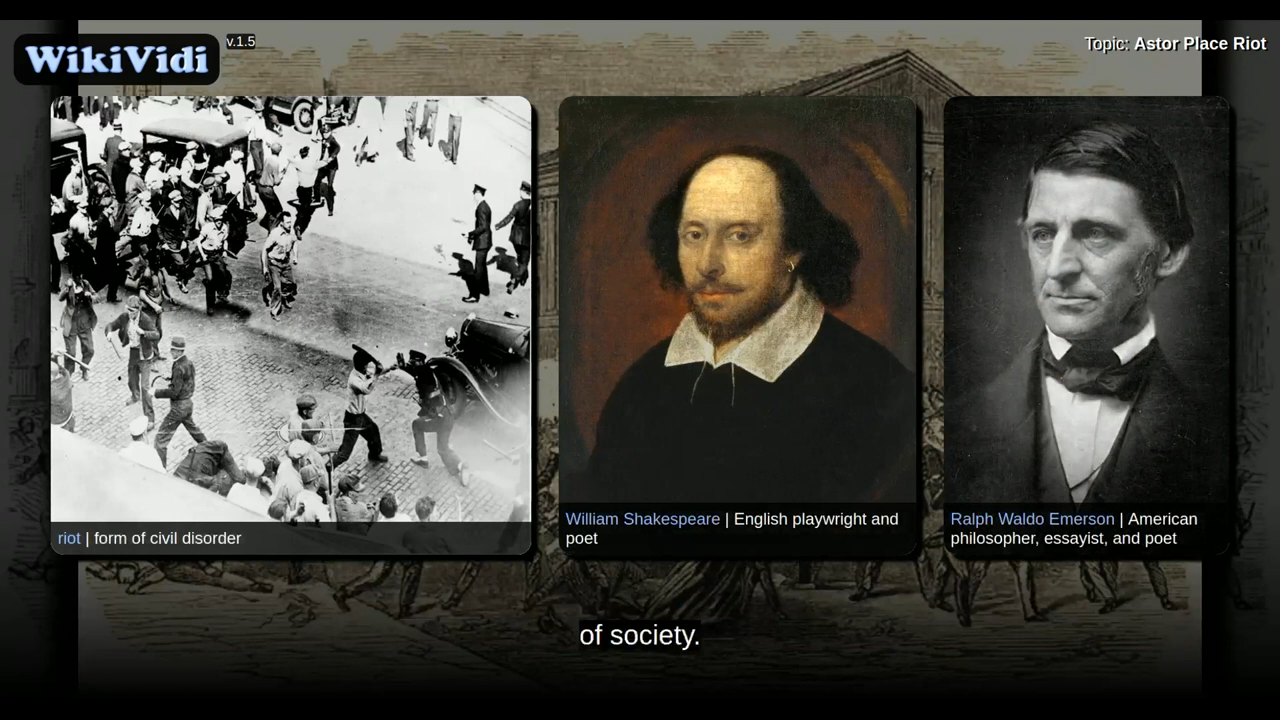 WikiVidi
v.1.5
Topic: Astor Place Riot
riot | form of civil disorder
William Shakespeare | English playwright and
poet
Ralph Waldo Emerson | American
philosopher, essayist, and poet
of society.